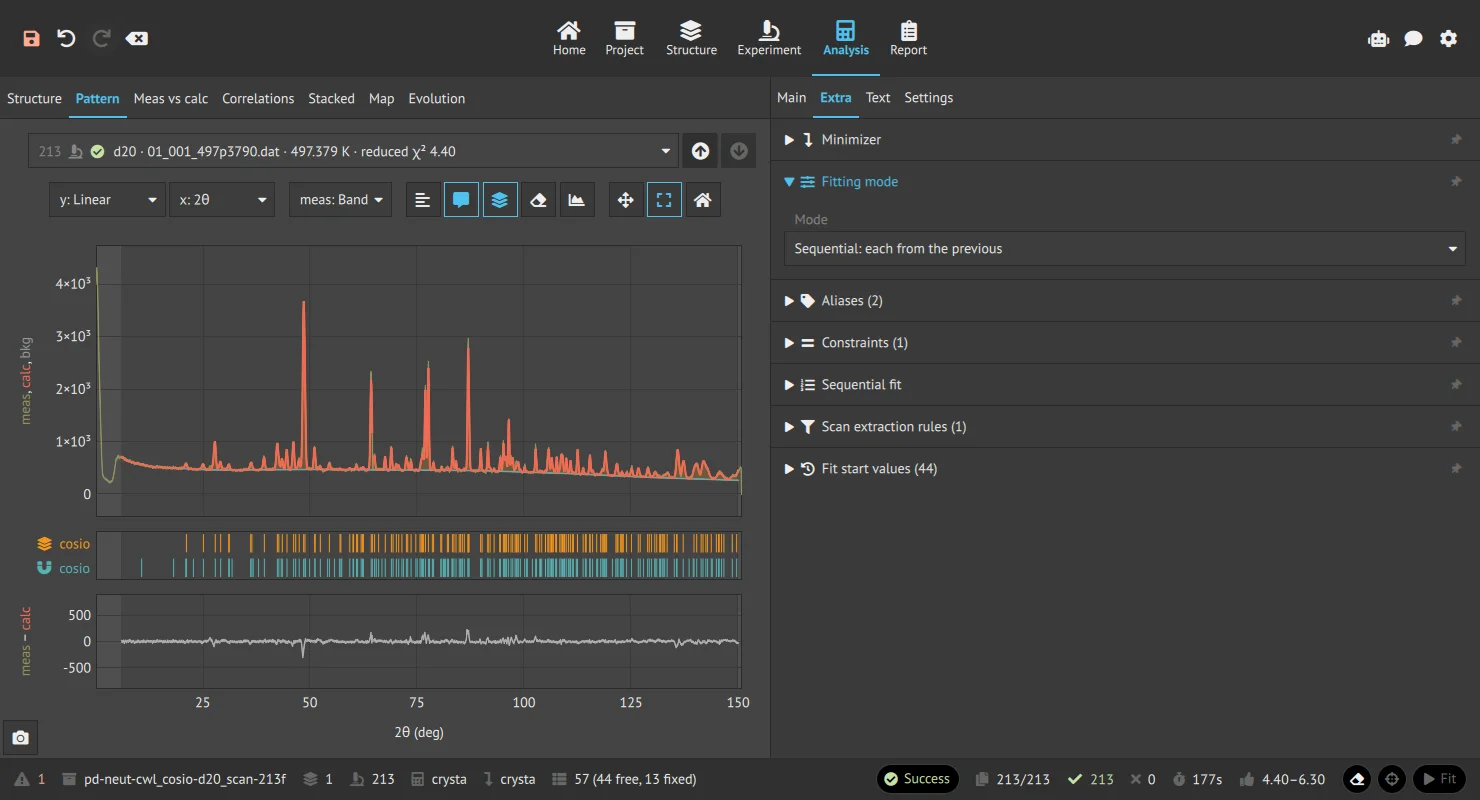 Home Project Structure Experiment Analysis Report
Structure Pattern Meas vs calc Correlations Stacked Map Evolution
Main Extra Text Settings
213 d20 · 01_001_497p3790.dat · 497.379 K · reduced χ² 4.40
y: Linear x: 2θ meas: Band
4×10³
3×10³
2×10³
1×10³
0
meas, calc, bkg
cosio
cosio
500
0
-500
meas − calc
25 50 75 100 125 150
2θ (deg)
Minimizer
Fitting mode
Mode
Sequential: each from the previous
Aliases (2)
Constraints (1)
Sequential fit
Scan extraction rules (1)
Fit start values (44)
1 pd-neut-cwl_cosio-d20_scan-213f 1 213 crysta crysta 57 (44 free, 13 fixed) Success 213/213 213 0 177s 4.40–6.30 Fit